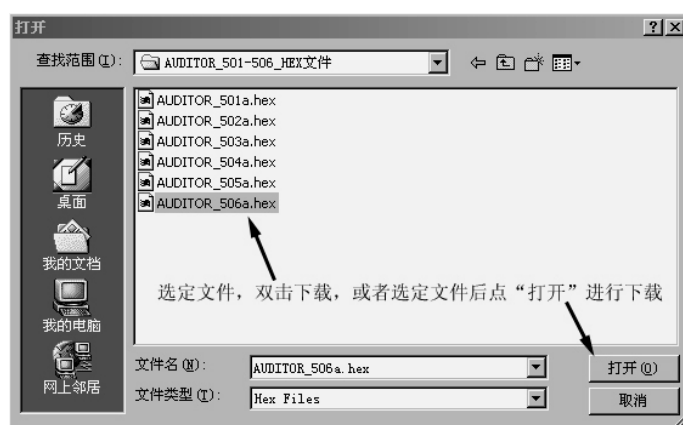 打开
查找范围(I):
AUDITOR_501-506_HEX文件
历史
桌面
我的文档
我的电脑
网上邻居
AUDITOR_501a.hex
AUDITOR_502a.hex
AUDITOR_503a.hex
AUDITOR_504a.hex
AUDITOR_505a.hex
AUDITOR_506a.hex
选定文件，双击下载，或者选定文件后点“打开”进行下载
文件名(N):
AUDITOR_506a.hex
打开(O)
文件类型(T):
Hex Files
取消